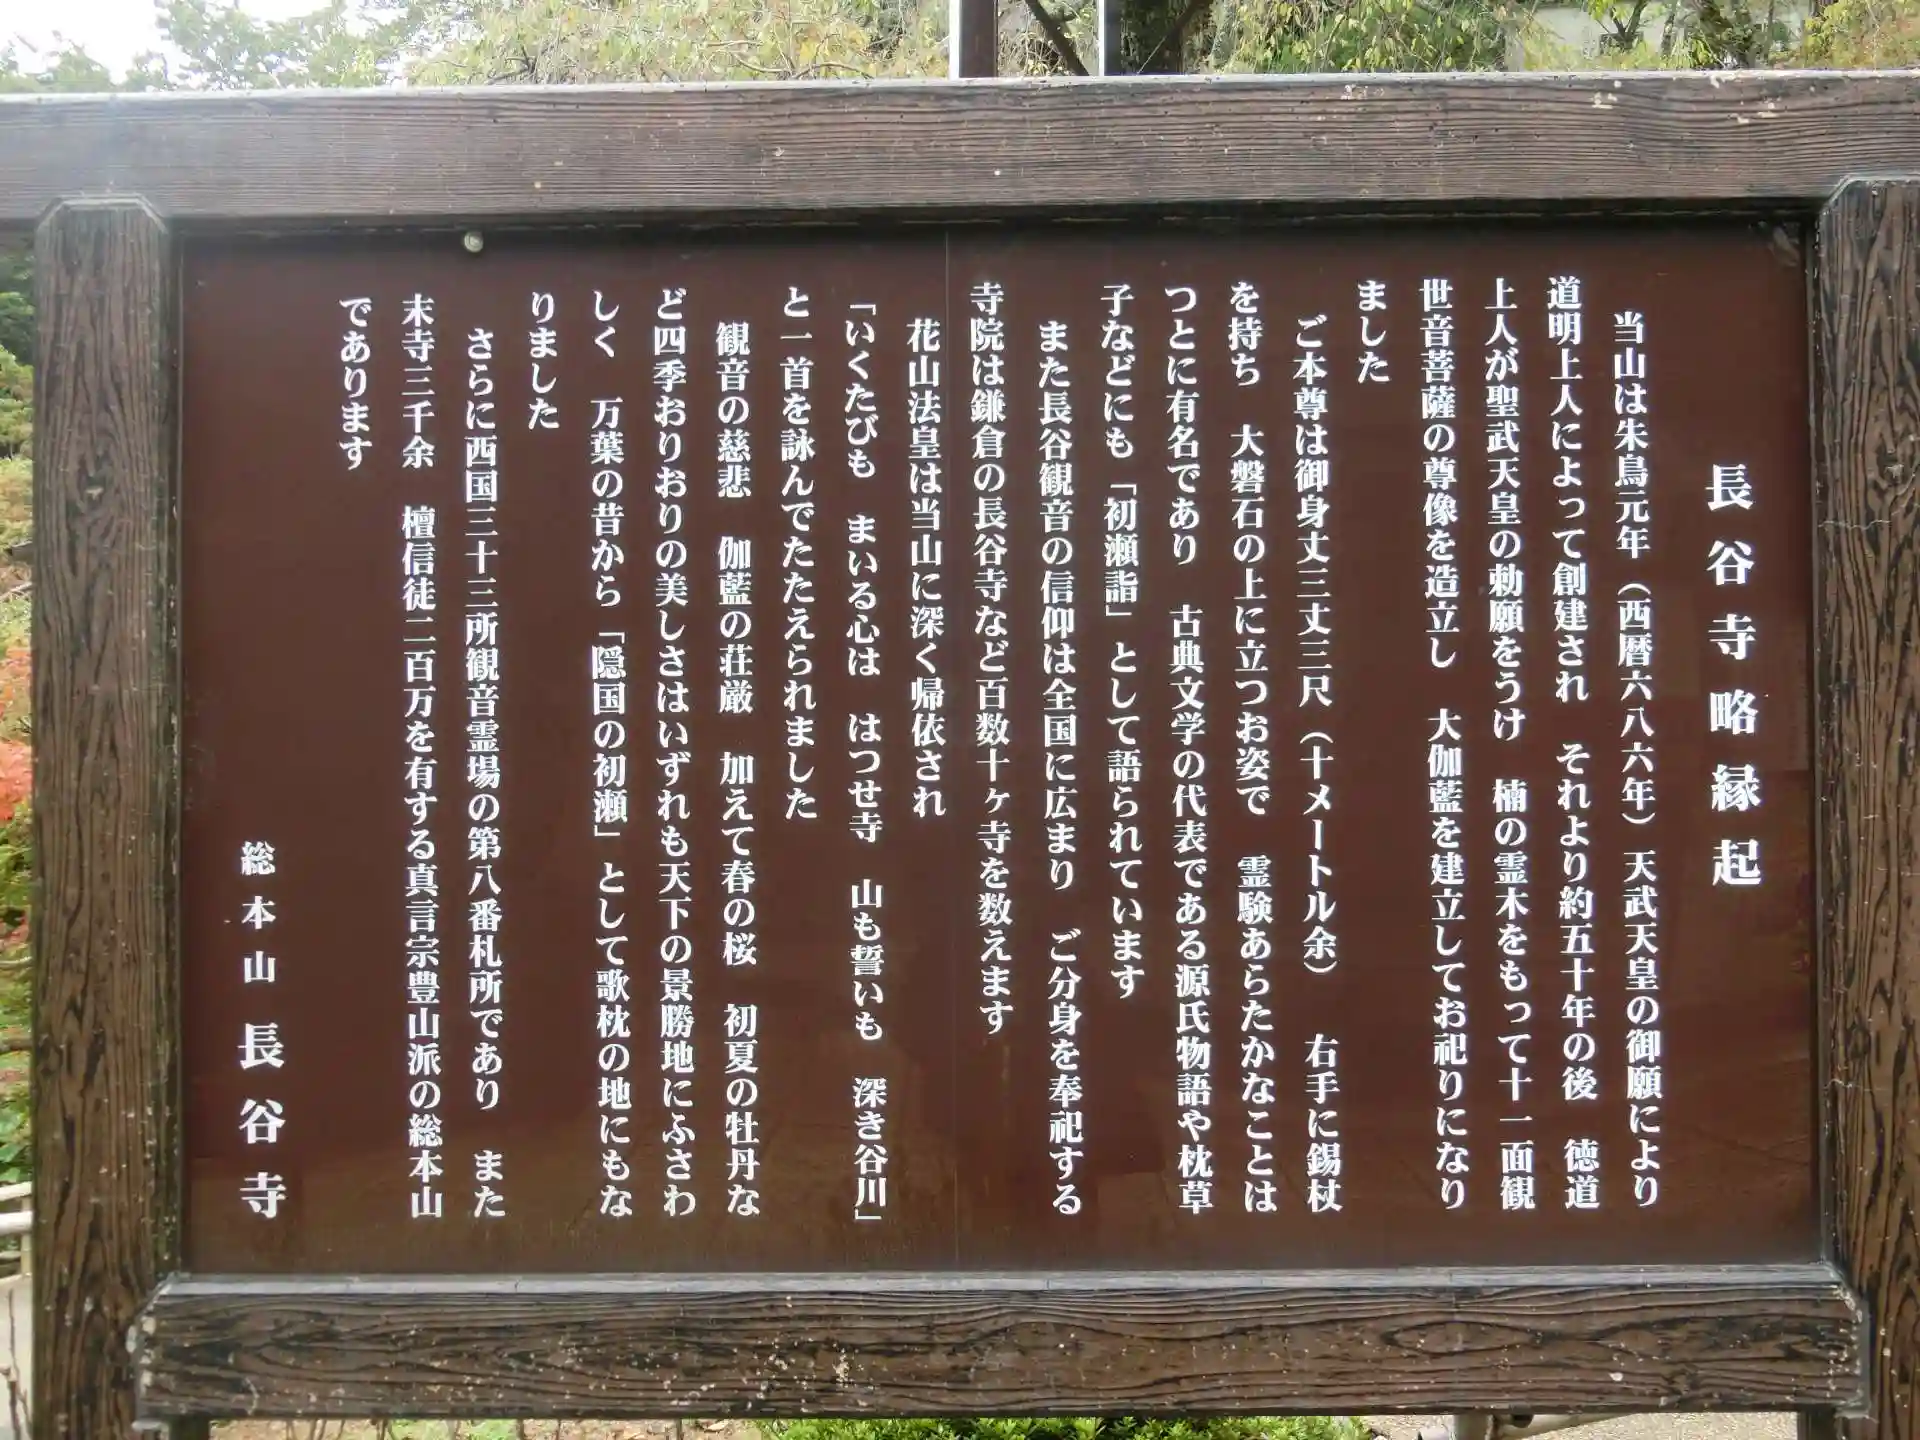 長谷寺略縁起
当山は朱鳥元年（西暦六八六年）天武天皇の御願により
道明上人によって創建され　それより約五十年の後　徳道
上人が聖武天皇の勅願をうけ　楠の霊木をもって十一面観
世音菩薩の尊像を造立し　大伽藍を建立してお祀りになり
ました
ご本尊は御身丈三丈三尺（十メートル余）　右手に錫杖
を持ち　大磐石の上に立つお姿で　霊験あらたかなことは
つとに有名であり　古典文学の代表である源氏物語や枕草
子などにも「初瀬詣」として語られています
また長谷観音の信仰は全国に広まり　ご分身を奉祀する
寺院は鎌倉の長谷寺など百数十ヶ寺を数えます
花山法皇は当山に深く帰依され
「いくたびも　まいる心は　はつせ寺　山も誓いも　深き谷川」
と一首を詠んでたたえられました
観音の慈悲　伽藍の荘厳　加えて春の桜　初夏の牡丹な
ど四季おりおりの美しさはいずれも天下の景勝地にふさわ
しく　万葉の昔から「隠国の初瀬」として歌枕の地にもな
りました
さらに西国三十三所観音霊場の第八番札所であり　また
末寺三千余　檀信徒二百万を有する真言宗豊山派の総本山
であります
総本山　長谷寺